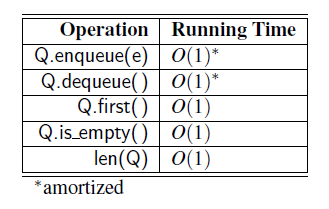 Operation Running Time
Q.enqueue(e) O(1)*
Q.dequeue( ) O(1)*
Q.first( ) O(1)
Q.is_empty( ) O(1)
len(Q) O(1)
*amortized